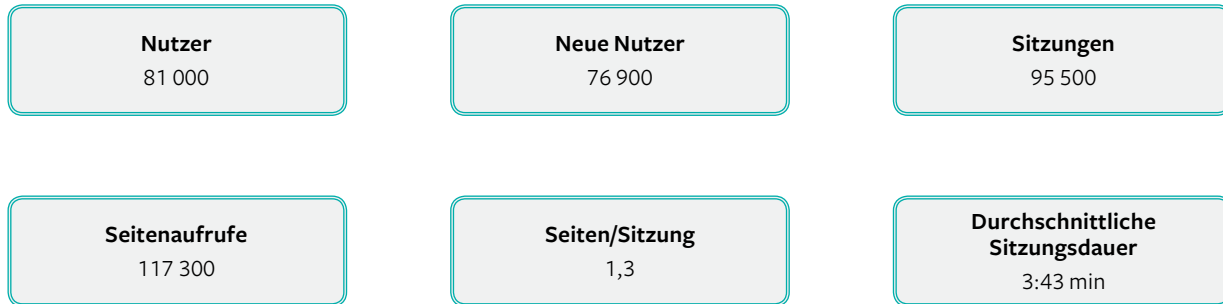 Nutzer
81 000
Neue Nutzer
76 900
Sitzungen
95 500
Seitenaufrufe
117 300
Seiten/Sitzung
1,3
Durchschnittliche
Sitzungsdauer
3:43 min